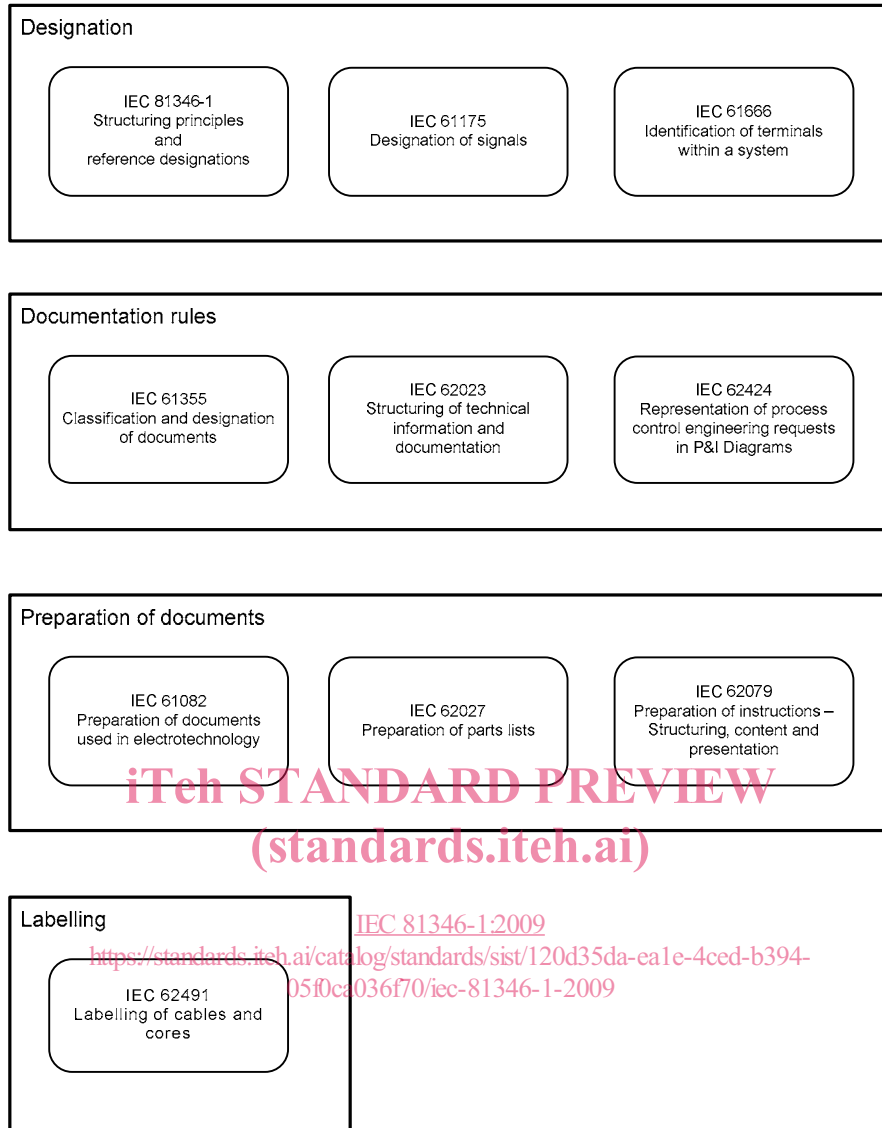 Designation
IEC 81346-1
Structuring principles
and
reference designations
IEC 61175
Designation of signals
IEC 61666
Identification of terminals
within a system
Documentation rules
IEC 61355
Classification and designation
of documents
IEC 62023
Structuring of technical
information and
documentation
IEC 62424
Representation of process
control engineering requests
in P&I Diagrams
Preparation of documents
IEC 61082
Preparation of documents
used in electrotechnology
IEC 62027
Preparation of parts lists
IEC 62079
Preparation of instructions –
Structuring, content and
presentation
iTeh STANDARD PREVIEW
(standards.iteh.ai)
Labelling
IEC 81346-1:2009
https://standards.iteh.ai/catalog/standards/sist/120d35da-ea1e-4ced-b394-
05f0ca036f70/iec-81346-1-2009
IEC 62491
Labelling of cables and
cores